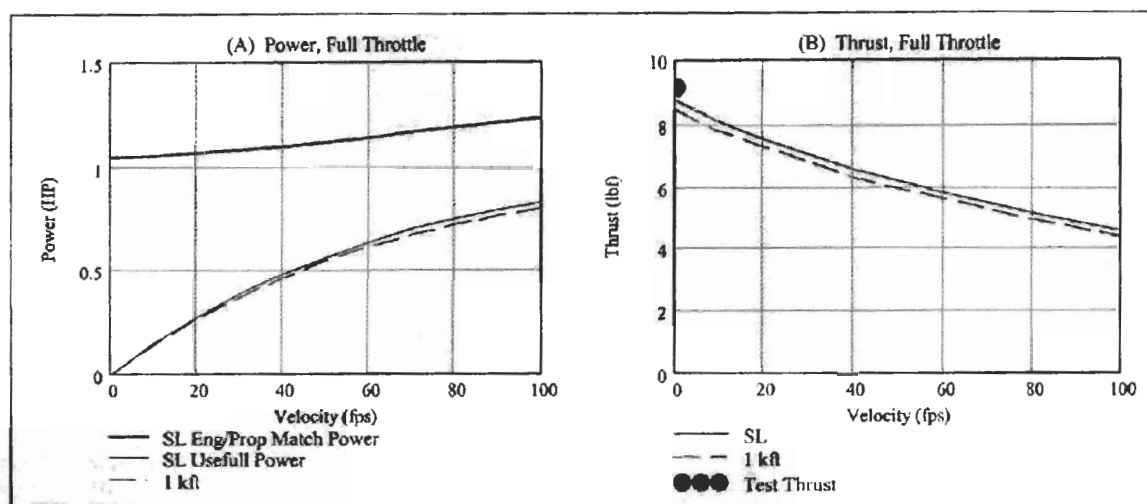 (A) Power, Full Throttle
1.5
1
0.5
0
Power (HP)
0
20
40
60
80
100
Velocity (fps)
SL Eng/Prop Match Power
SL Usefull Power
1 kft
(B) Thrust, Full Throttle
10
8
6
4
2
0
Thrust (lbf)
0
20
40
60
80
100
Velocity (fps)
SL
1 kft
Test Thrust